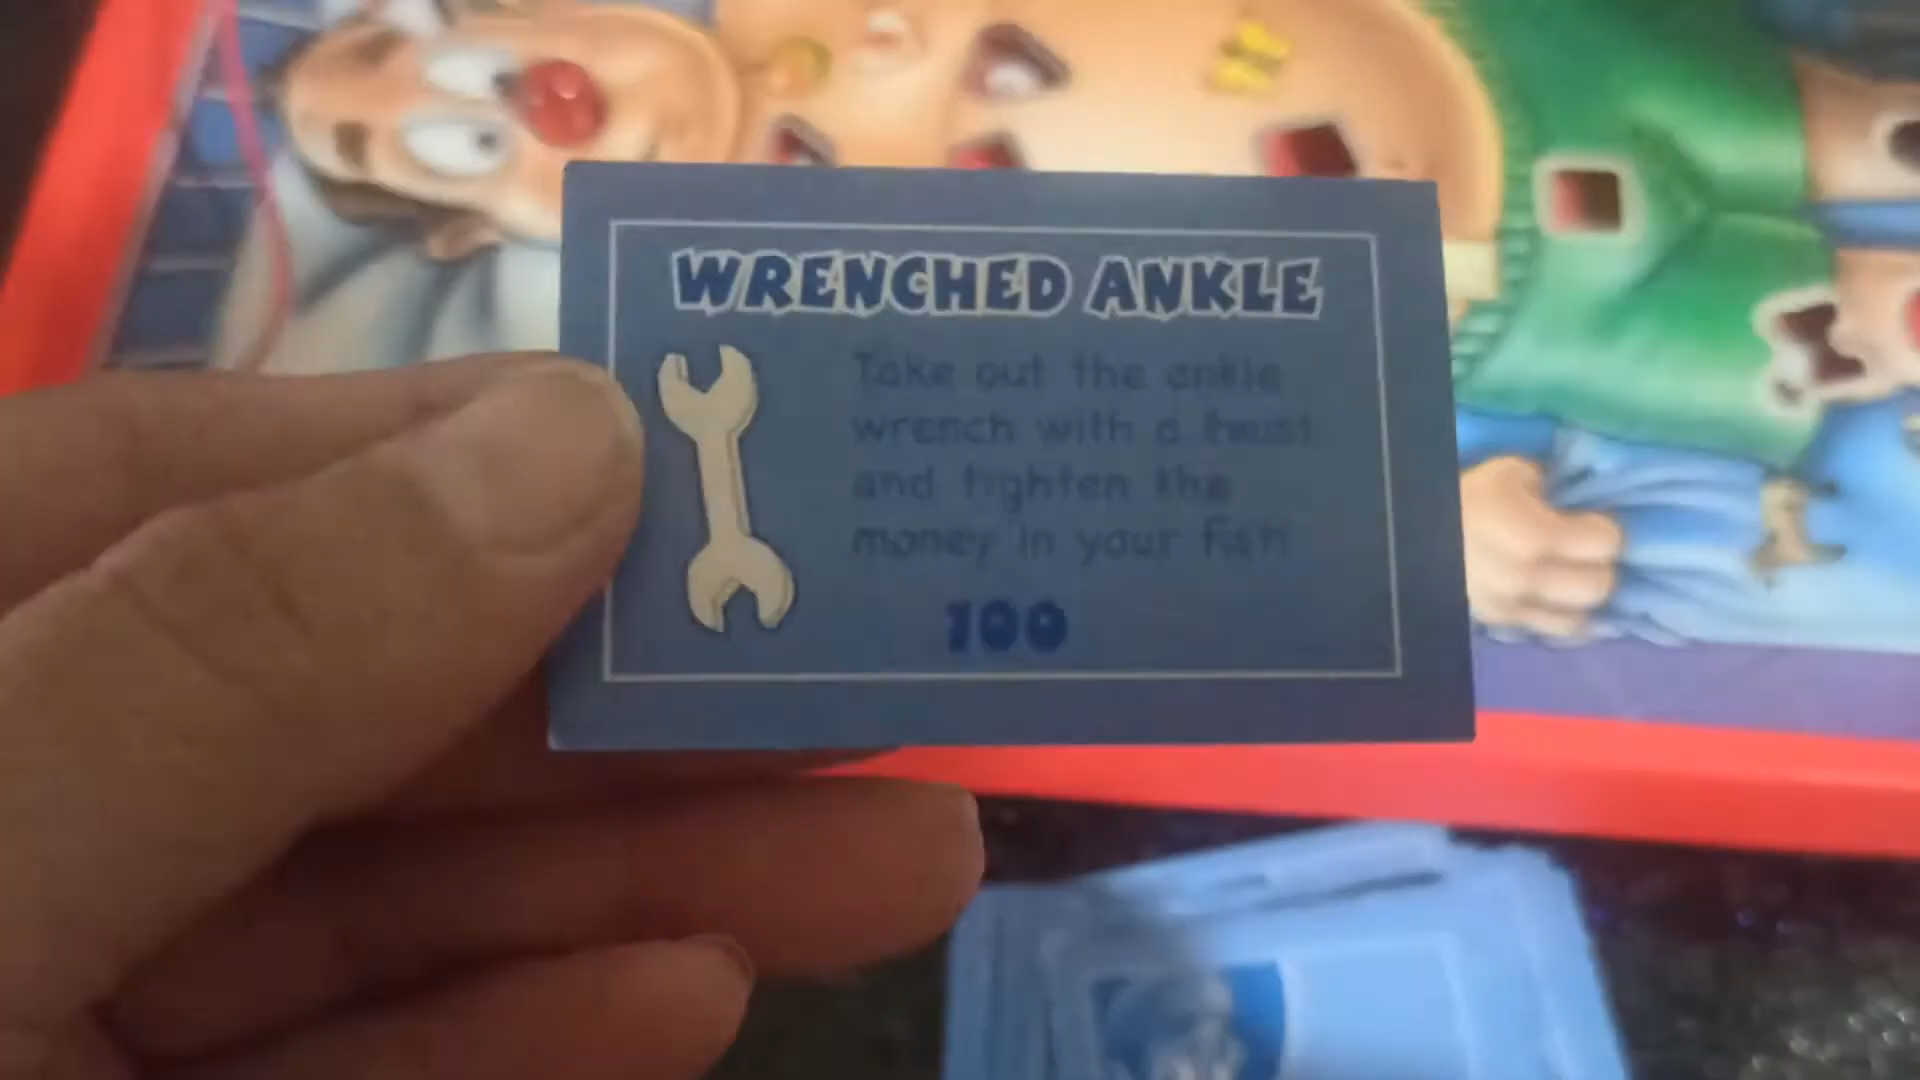 WRENCHED ANKLE
Take out the ankle
wrench with a twist
and tighten the
money in your fist!
100